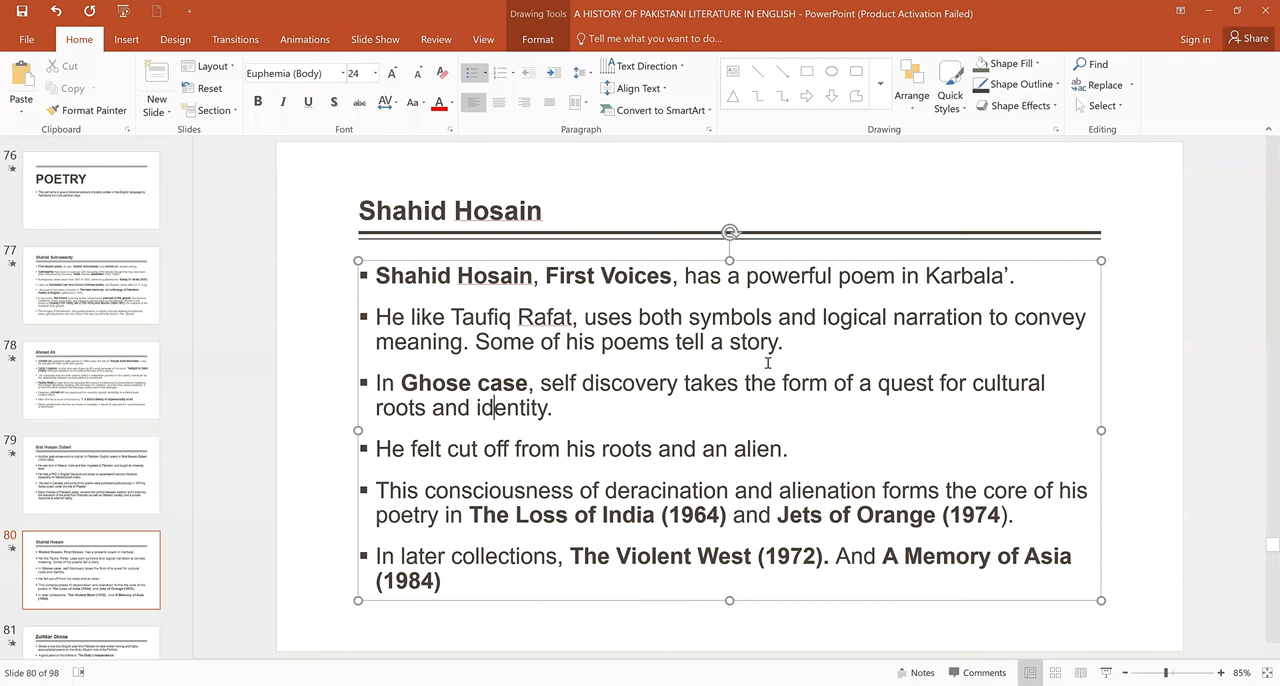 Drawing Tools
A HISTORY OF PAKISTANI LITERATURE IN ENGLISH - PowerPoint (Product Activation Failed)
File Home Insert Design Transitions Animations Slide Show Review View Format Tell me what you want to do... Sign in Share
Paste
Cut
Copy
Format Painter
Clipboard
New Slide
Layout
Reset
Section
Slides
Euphemia (Body) 24
B I U S abc AV Aa A
Font
Text Direction
Align Text
Convert to SmartArt
Paragraph
Arrange
Quick Styles
Shape Fill
Shape Outline
Shape Effects
Drawing
Find
Replace
Select
Editing
76
POETRY
77
78
Ahmed Ali
79
80
Shahid Hosain
81
Zulfikar Ghose
Shahid Hosain
▪ Shahid Hosain, First Voices, has a powerful poem in Karbala'.
▪ He like Taufiq Rafat, uses both symbols and logical narration to convey
meaning. Some of his poems tell a story.
▪ In Ghose case, self discovery takes the form of a quest for cultural
roots and identity.
▪ He felt cut off from his roots and an alien.
▪ This consciousness of deracination and alienation forms the core of his
poetry in The Loss of India (1964) and Jets of Orange (1974).
▪ In later collections, The Violent West (1972). And A Memory of Asia
(1984)
Slide 80 of 98
Notes
Comments
85%